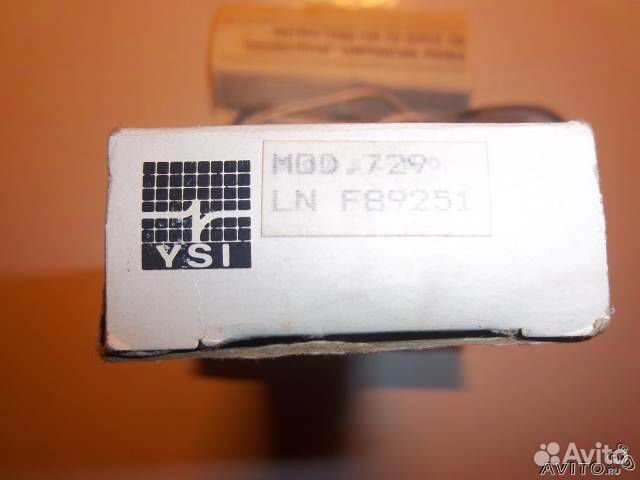 MOD.729
LN F89251
YSI
Avito
AVITO.RU